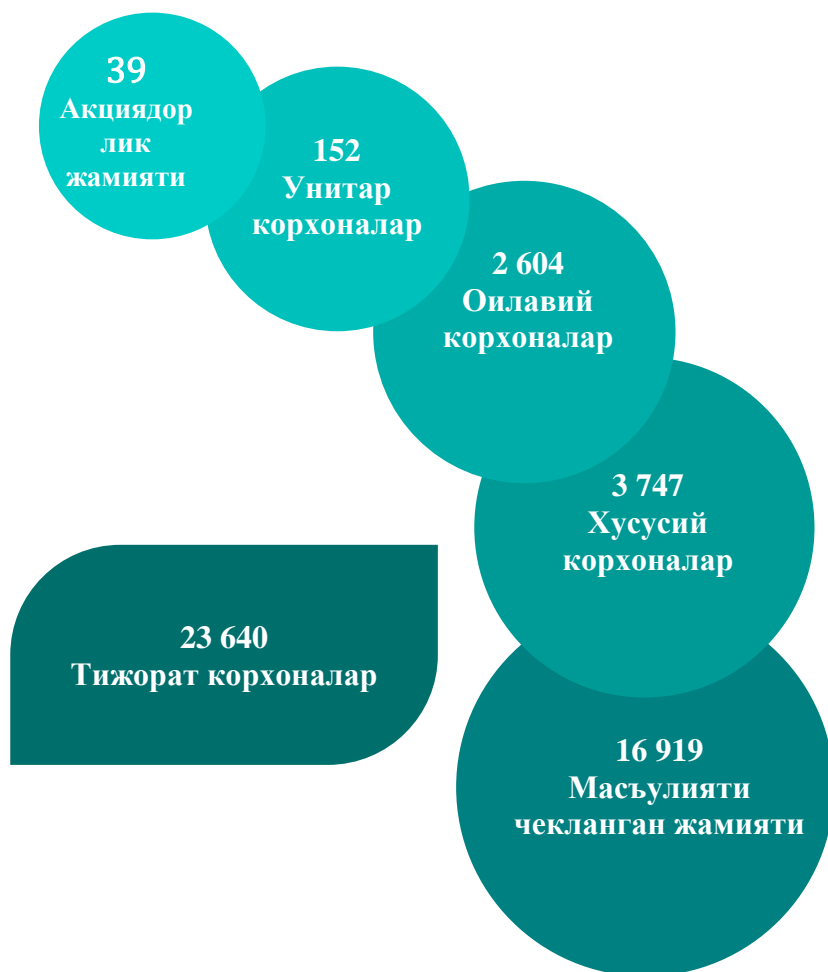 39
Акциядор
лик
жамияти
152
Унитар
корхоналар
2 604
Оилавий
корхоналар
3 747
Хусусий
корхоналар
23 640
Тижорат корхоналар
16 919
Масъулияти
чекланган жамияти